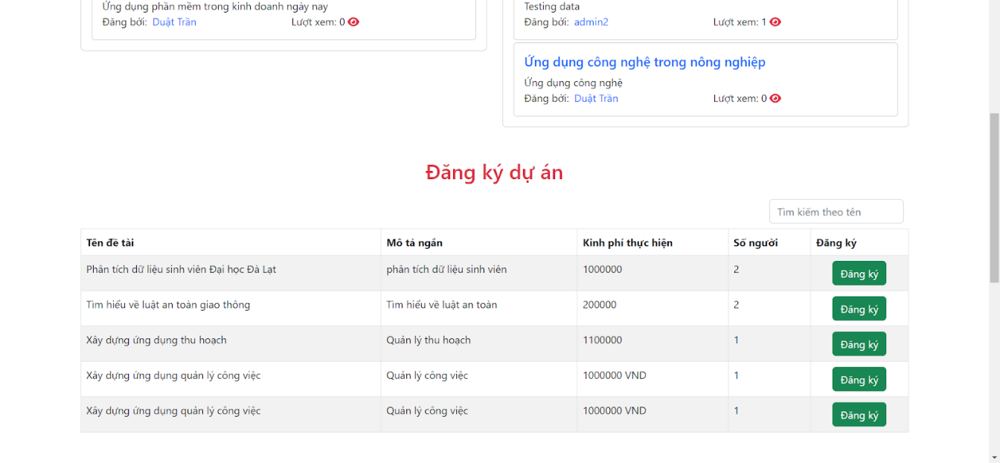 Ứng dụng phần mềm trong kinh doanh ngày nay
Đăng bởi: Duật Trần Lượt xem: 0
Testing data
Đăng bởi: admin2 Lượt xem: 1
Ứng dụng công nghệ trong nông nghiệp
Ứng dụng công nghệ
Đăng bởi: Duật Trần Lượt xem: 0
Đăng ký dự án
Tìm kiếm theo tên
Tên đề tài Mô tả ngắn Kinh phí thực hiện Số người Đăng ký
Phân tích dữ liệu sinh viên Đại học Đà Lạt phân tích dữ liệu sinh viên 1000000 2 Đăng ký
Tìm hiểu về luật an toàn giao thông Tìm hiểu về luật an toàn 200000 2 Đăng ký
Xây dựng ứng dụng thu hoạch Quản lý thu hoạch 1100000 1 Đăng ký
Xây dựng ứng dụng quản lý công việc Quản lý công việc 1000000 VND 1 Đăng ký
Xây dựng ứng dụng quản lý công việc Quản lý công việc 1000000 VND 1 Đăng ký